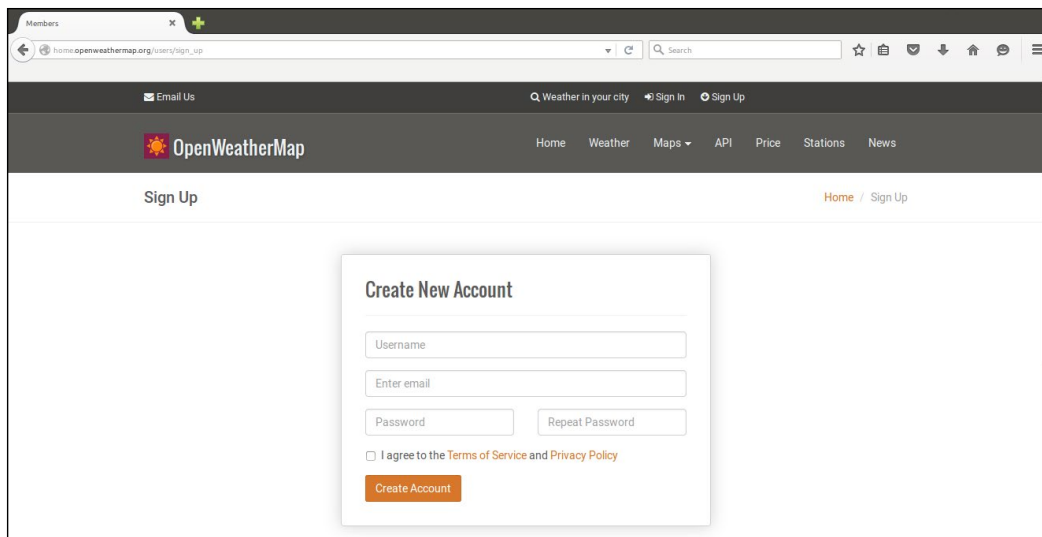 Members
home.openweathermap.org/users/sign_up
Search
Email Us
Weather in your city Sign In Sign Up
OpenWeatherMap
Home Weather Maps API Price Stations News
Sign Up
Home / Sign Up
Create New Account
Username
Enter email
Password Repeat Password
I agree to the Terms of Service and Privacy Policy
Create Account